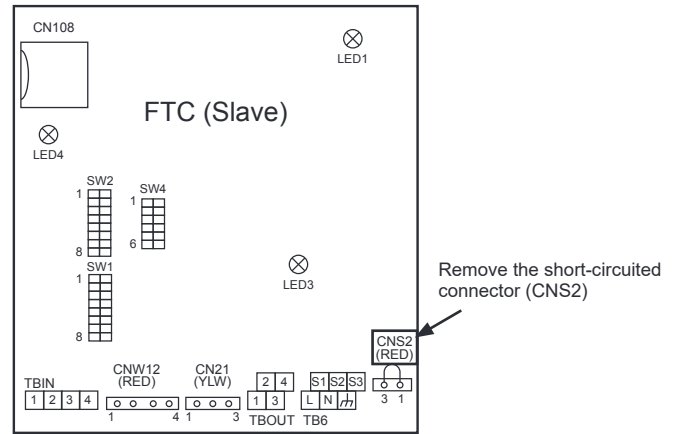 CN108
LED1
FTC (Slave)
LED4
SW2
1
8
SW4
1
6
SW1
1
8
LED3
Remove the short-circuited
connector (CNS2)
CNS2
(RED)
3 1
TBIN
1 2 3 4
CNW12
(RED)
1 4
CN21
(YLW)
1 3
2 4
1 3
TBOUT
S1 S2 S3
L N
TB6